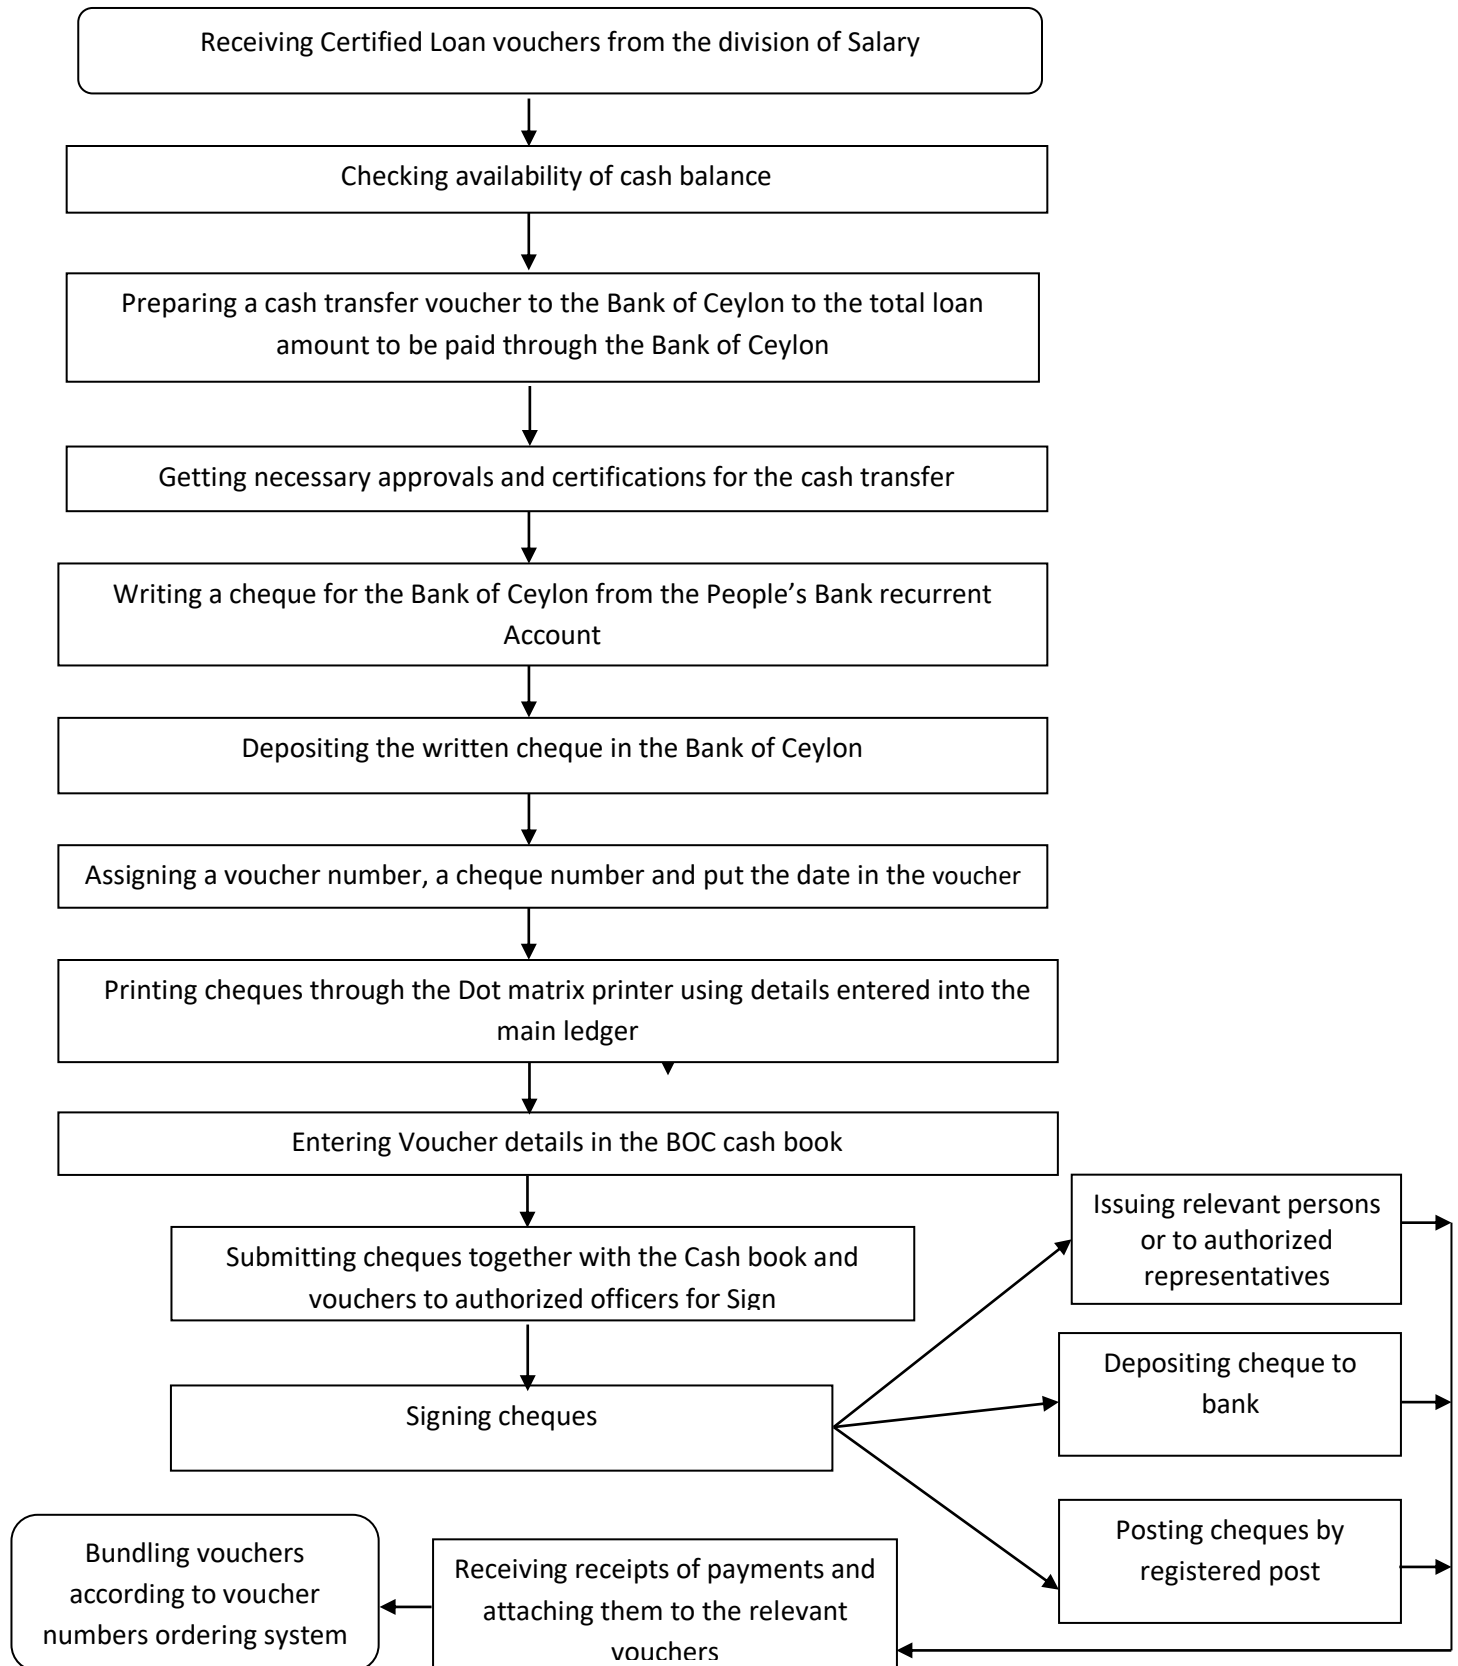 Receiving Certified Loan vouchers from the division of Salary
Checking availability of cash balance
Preparing a cash transfer voucher to the Bank of Ceylon to the total loan
amount to be paid through the Bank of Ceylon
Getting necessary approvals and certifications for the cash transfer
Writing a cheque for the Bank of Ceylon from the People’s Bank recurrent
Account
Depositing the written cheque in the Bank of Ceylon
Assigning a voucher number, a cheque number and put the date in the voucher
Printing cheques through the Dot matrix printer using details entered into the
main ledger
Entering Voucher details in the BOC cash book
Submitting cheques together with the Cash book and
vouchers to authorized officers for Sign
Signing cheques
Issuing relevant persons
or to authorized
representatives
Depositing cheque to
bank
Posting cheques by
registered post
Receiving receipts of payments and
attaching them to the relevant
vouchers
Bundling vouchers
according to voucher
numbers ordering system